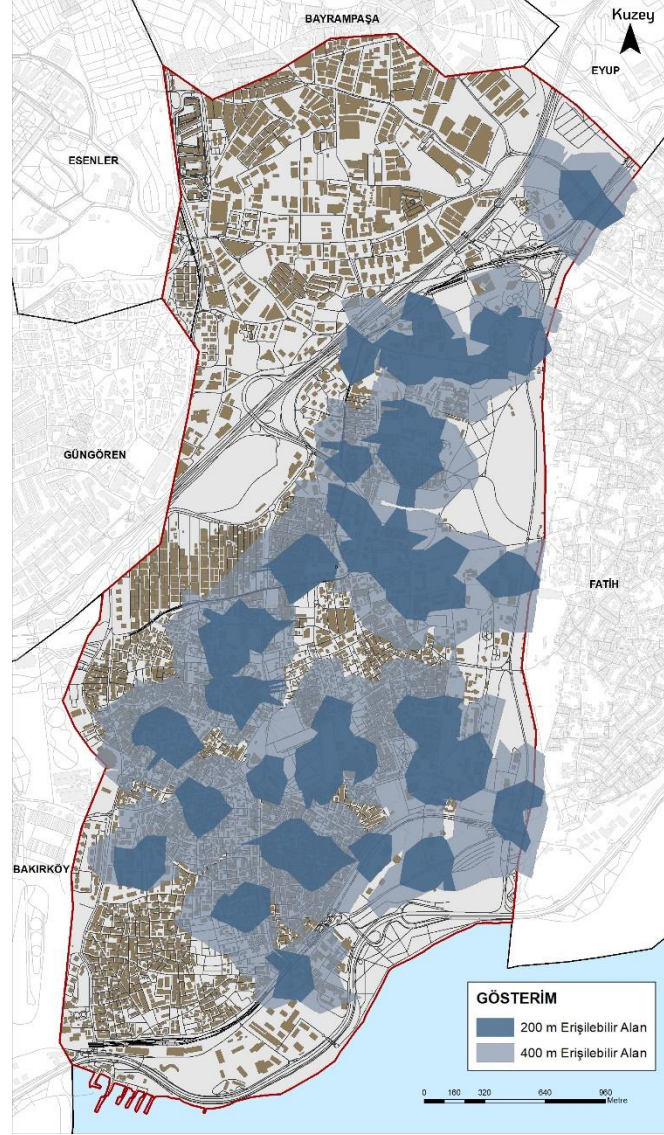 BAYRAMPAŞA
Kuzey
EYUP
ESENLER
GÜNGÖREN
FATİH
BAKIRKÖY
GÖSTERİM
200 m Erişilebilir Alan
400 m Erişilebilir Alan
0 160 320 640 960
Metre